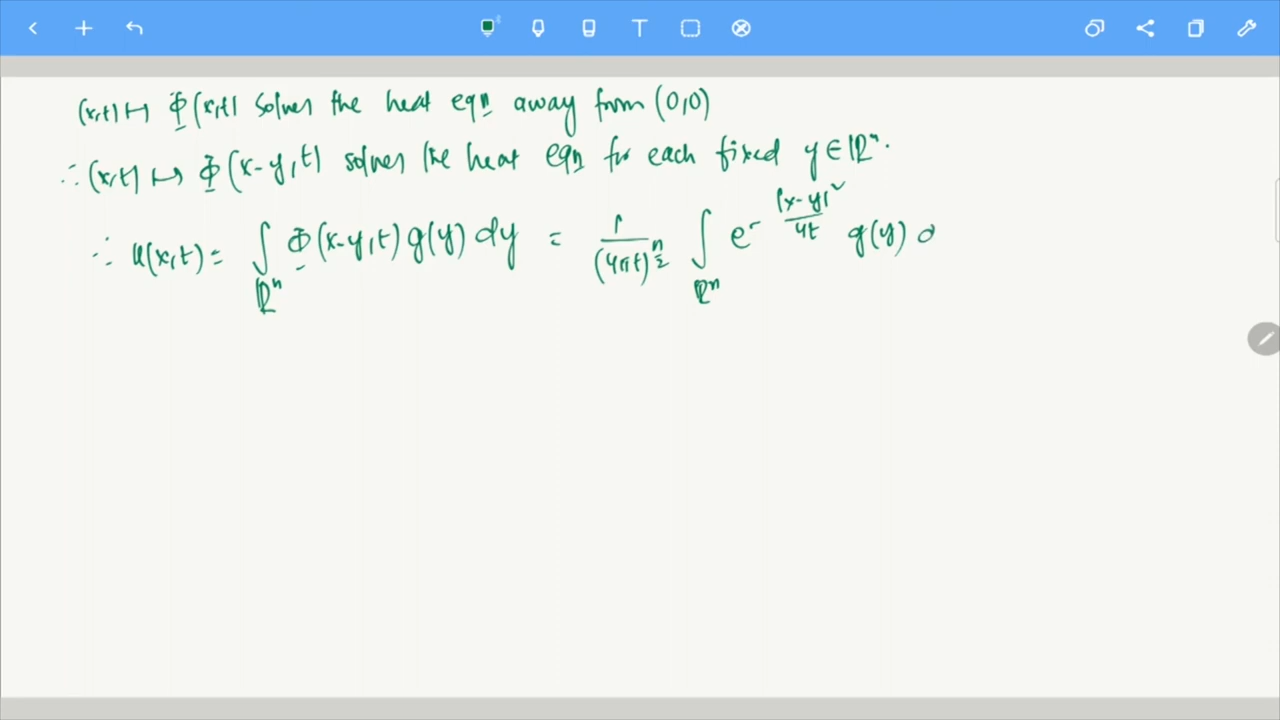 (x,t) ↦ Φ(x,t) solves the heat eqn away from (0,0)
∴ (x,t) ↦ Φ(x-y,t) solves the heat eqn for each fixed y ∈ ℝⁿ.
∴ u(x,t) = ∫_{ℝⁿ} Φ(x-y,t) g(y) dy = 1/(4πt)^{n/2} ∫_{ℝⁿ} e^{-|x-y|²/4t} g(y) d